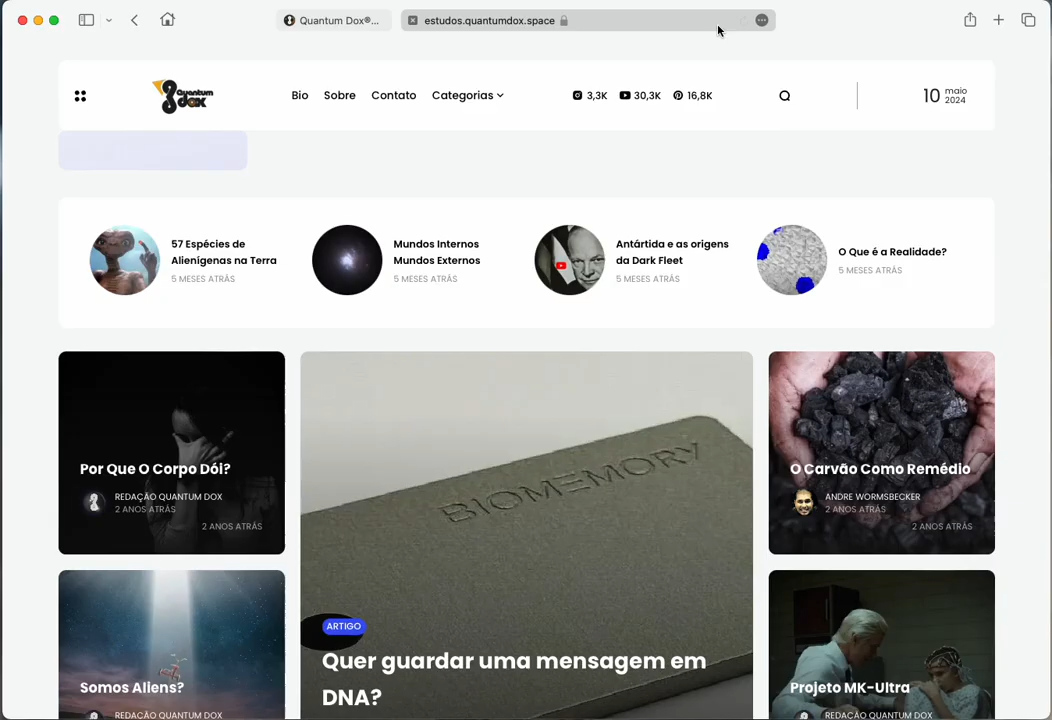 Quantum Dox®...
estudos.quantumdox.space
Quantum
dox
Bio
Sobre
Contato
Categorias
3,3K
30,3K
16,8K
10 maio
2024
57 Espécies de
Alienígenas na Terra
5 MESES ATRÁS
Mundos Internos
Mundos Externos
5 MESES ATRÁS
Antártida e as origens
da Dark Fleet
5 MESES ATRÁS
O Que é a Realidade?
5 MESES ATRÁS
Por Que O Corpo Dói?
REDAÇÃO QUANTUM DOX
2 ANOS ATRÁS
2 ANOS ATRÁS
Somos Aliens?
REDAÇÃO QUANTUM DOX
BIOMEMORY
ARTIGO
Quer guardar uma mensagem em
DNA?
O Carvão Como Remédio
ANDRE WORMSBECKER
2 ANOS ATRÁS
2 ANOS ATRÁS
Projeto MK-Ultra
REDAÇÃO QUANTUM DOX